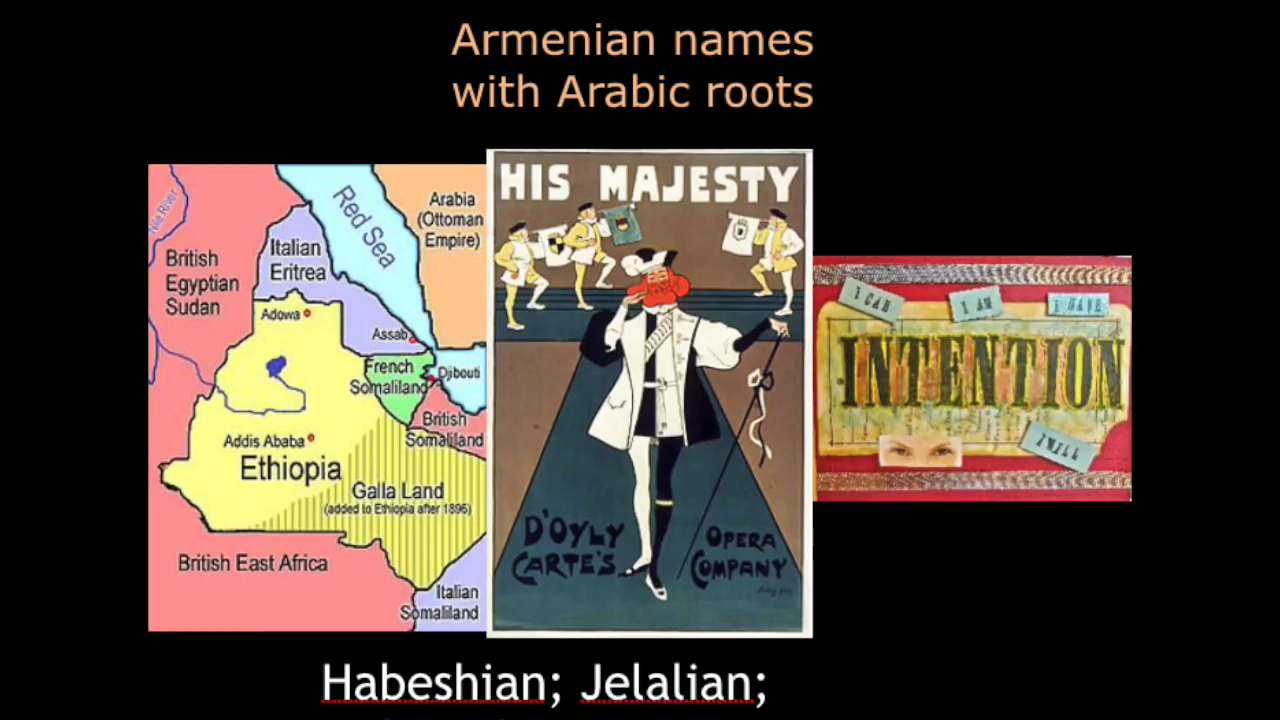 Armenian names
with Arabic roots
Nile River
Red Sea
Arabia
(Ottoman
Empire)
Italian
Eritrea
British
Egyptian
Sudan
Adowa
Assab
French
Somaliland
Djibouti
British
Somaliland
Addis Ababa
Ethiopia
Galla Land
(added to Ethiopia after 1896)
British East Africa
Italian
Somaliland
HIS MAJESTY
D'OYLY
CARTE'S
OPERA
COMPANY
I CAN
I AM
I HAVE
INTENTION
I WILL
Habeshian; Jelalian;